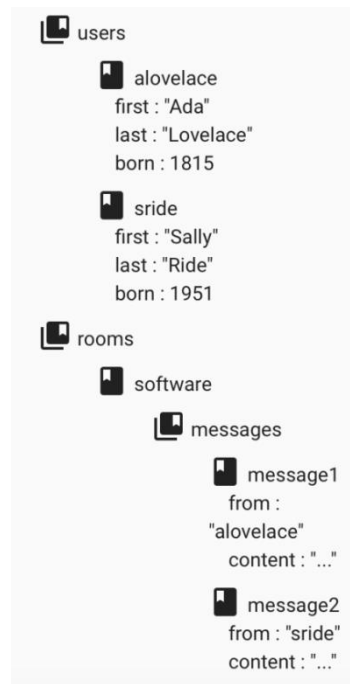 users
alovelace
first : "Ada"
last : "Lovelace"
born : 1815
sride
first : "Sally"
last : "Ride"
born : 1951
rooms
software
messages
message1
from :
"alovelace"
content : "..."
message2
from : "sride"
content : "..."